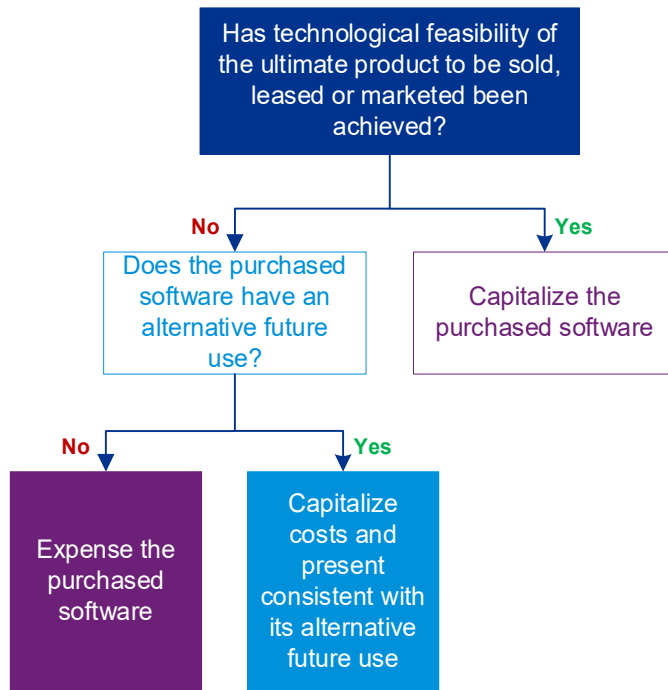 Has technological feasibility of
the ultimate product to be sold,
leased or marketed been
achieved?
No
Yes
Does the purchased
software have an
alternative future
use?
Capitalize the
purchased software
No
Yes
Expense the
purchased
software
Capitalize
costs and
present
consistent with
its alternative
future use